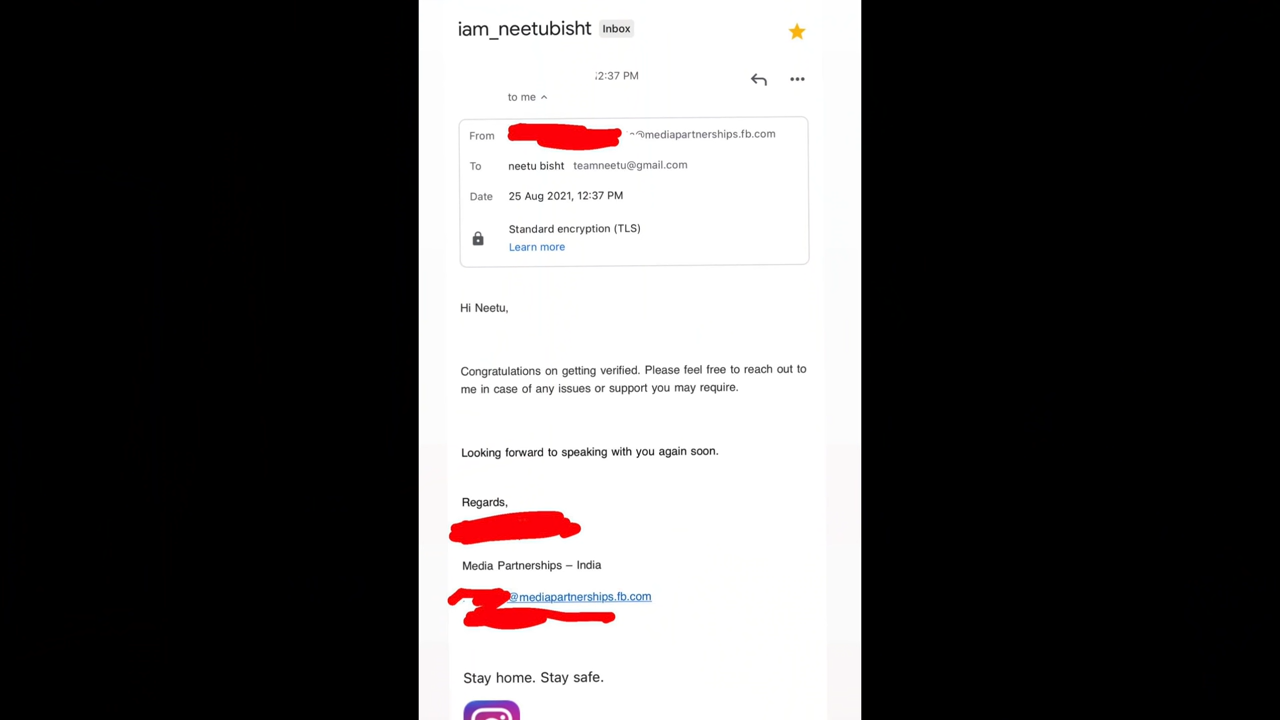 iam_neetubisht Inbox
2:37 PM
to me
From @mediapartnerships.fb.com
To neetu bisht teamneetu@gmail.com
Date 25 Aug 2021, 12:37 PM
Standard encryption (TLS)
Learn more
Hi Neetu,
Congratulations on getting verified. Please feel free to reach out to
me in case of any issues or support you may require.
Looking forward to speaking with you again soon.
Regards,
Media Partnerships – India
@mediapartnerships.fb.com
Stay home. Stay safe.